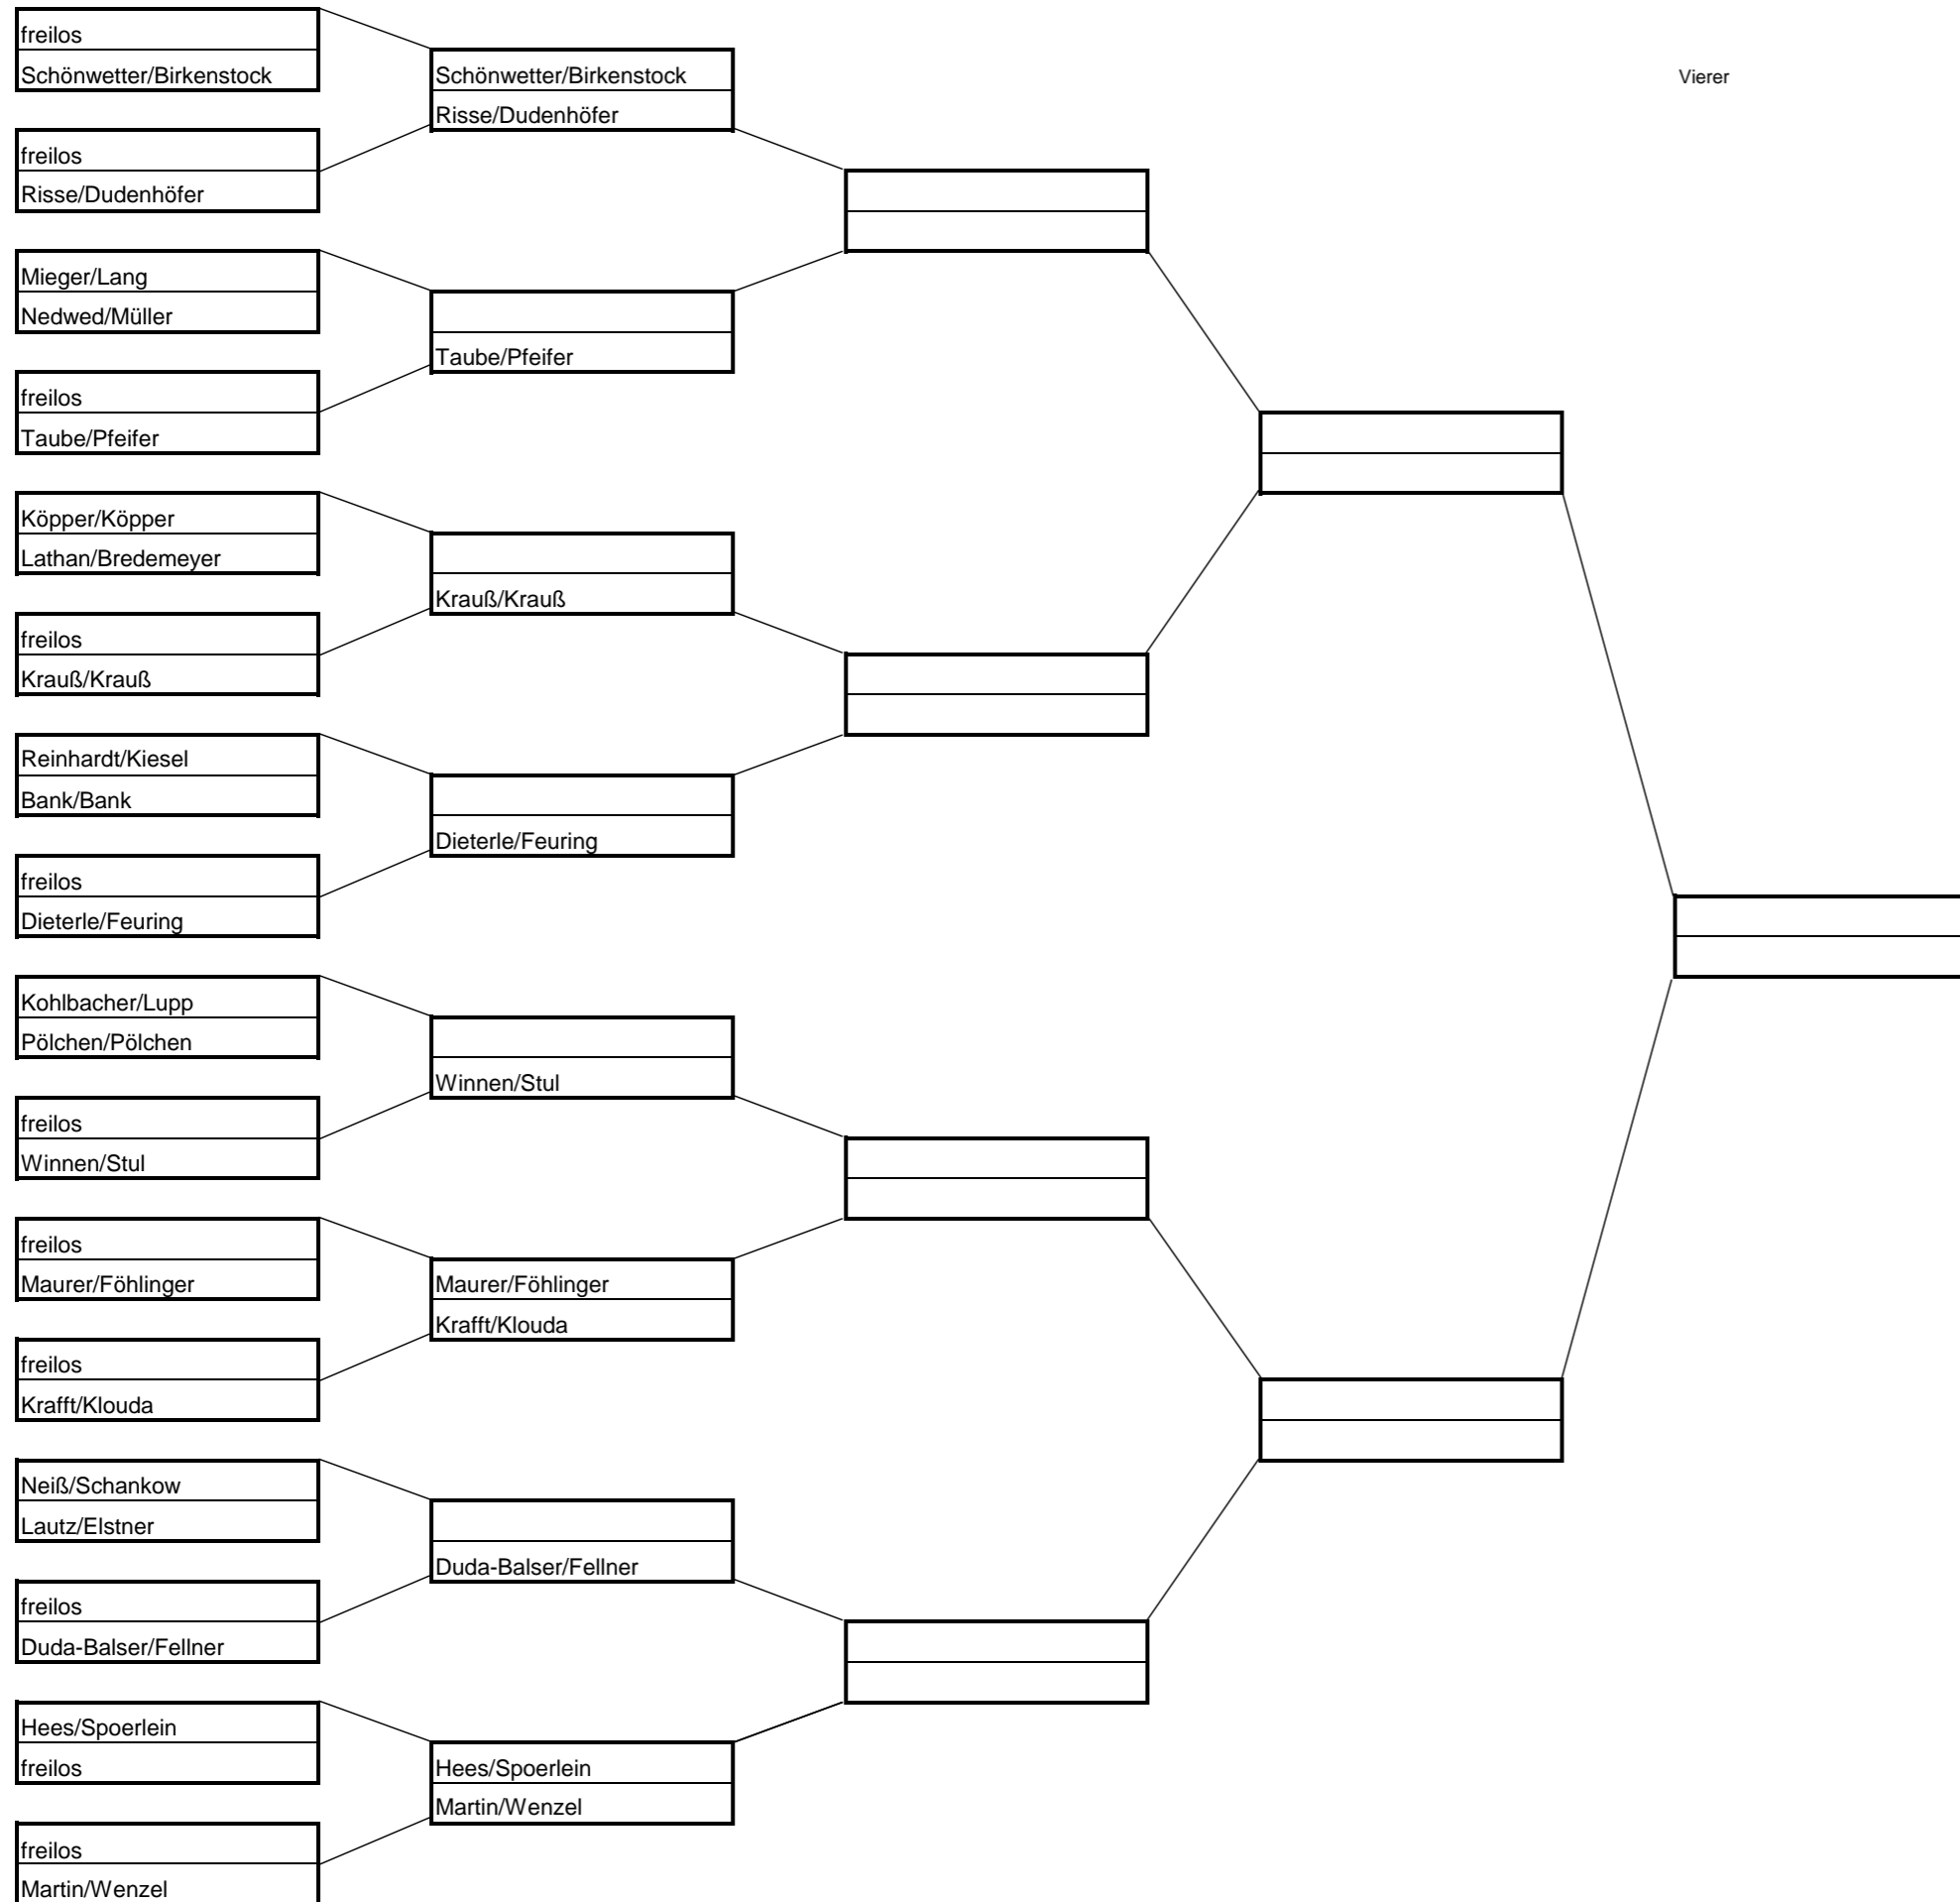 freilos
Schönwetter/Birkenstock
freilos
Risse/Dudenhöfer
Mieger/Lang
Nedwed/Müller
freilos
Taube/Pfeifer
Köpper/Köpper
Lathan/Bredemeyer
freilos
Krauß/Krauß
Reinhardt/Kiesel
Bank/Bank
freilos
Dieterle/Feuring
Kohlbacher/Lupp
Pölchen/Pölchen
freilos
Winnen/Stul
freilos
Maurer/Föhlinger
freilos
Krafft/Klouda
Neiß/Schankow
Lautz/Elstner
freilos
Duda-Balser/Fellner
Hees/Spoerlein
freilos
freilos
Martin/Wenzel
Schönwetter/Birkenstock
Risse/Dudenhöfer
Taube/Pfeifer
Krauß/Krauß
Dieterle/Feuring
Winnen/Stul
Maurer/Föhlinger
Krafft/Klouda
Duda-Balser/Fellner
Hees/Spoerlein
Martin/Wenzel
Vierer